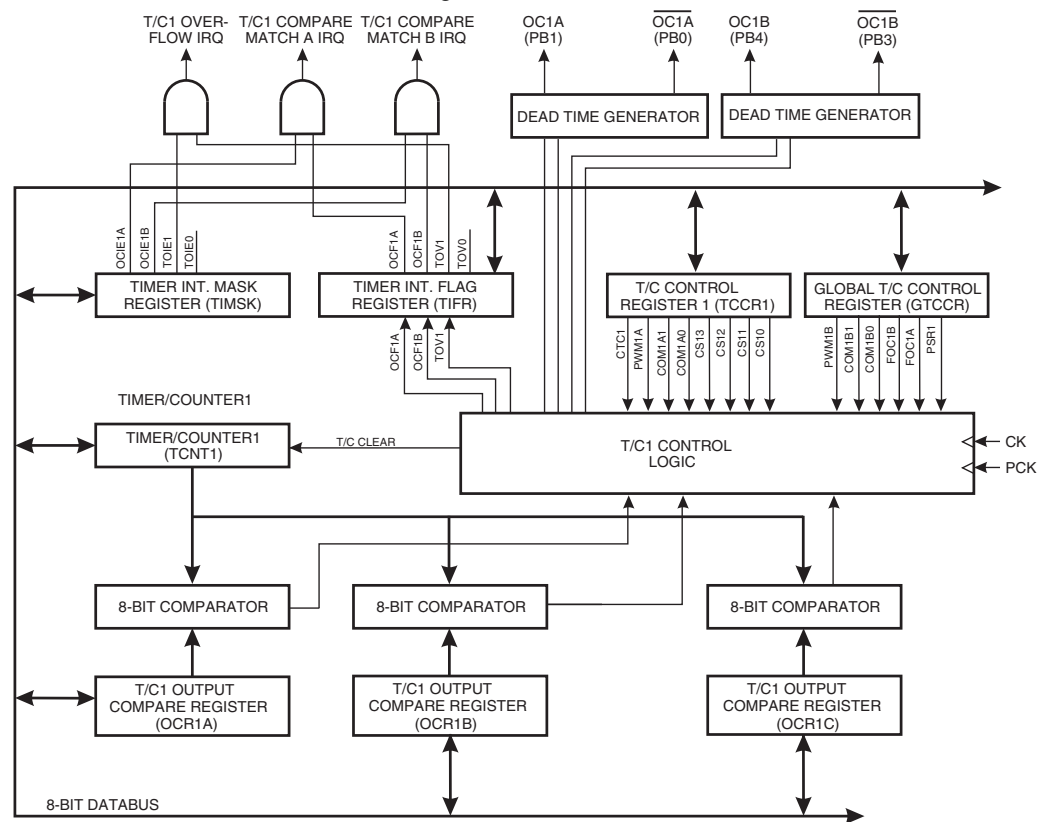 T/C1 OVER-
FLOW IRQ
T/C1 COMPARE
MATCH A IRQ
T/C1 COMPARE
MATCH B IRQ
OC1A
(PB1)
OC1A
(PB0)
OC1B
(PB4)
OC1B
(PB3)
DEAD TIME GENERATOR
DEAD TIME GENERATOR
OCIE1A
OCIE1B
TOIE1
TOIE0
OCF1A
OCF1B
TOV1
TOV0
TIMER INT. MASK
REGISTER (TIMSK)
TIMER INT. FLAG
REGISTER (TIFR)
T/C CONTROL
REGISTER 1 (TCCR1)
GLOBAL T/C CONTROL
REGISTER (GTCCR)
OCF1A
OCF1B
TOV1
CTC1
PWM1A
COM1A1
COM1A0
CS13
CS12
CS11
CS10
PWM1B
COM1B1
COM1B0
FOC1B
FOC1A
PSR1
TIMER/COUNTER1
TIMER/COUNTER1
(TCNT1)
T/C CLEAR
T/C1 CONTROL
LOGIC
CK
PCK
8-BIT COMPARATOR
8-BIT COMPARATOR
8-BIT COMPARATOR
T/C1 OUTPUT
COMPARE REGISTER
(OCR1A)
T/C1 OUTPUT
COMPARE REGISTER
(OCR1B)
T/C1 OUTPUT
COMPARE REGISTER
(OCR1C)
8-BIT DATABUS